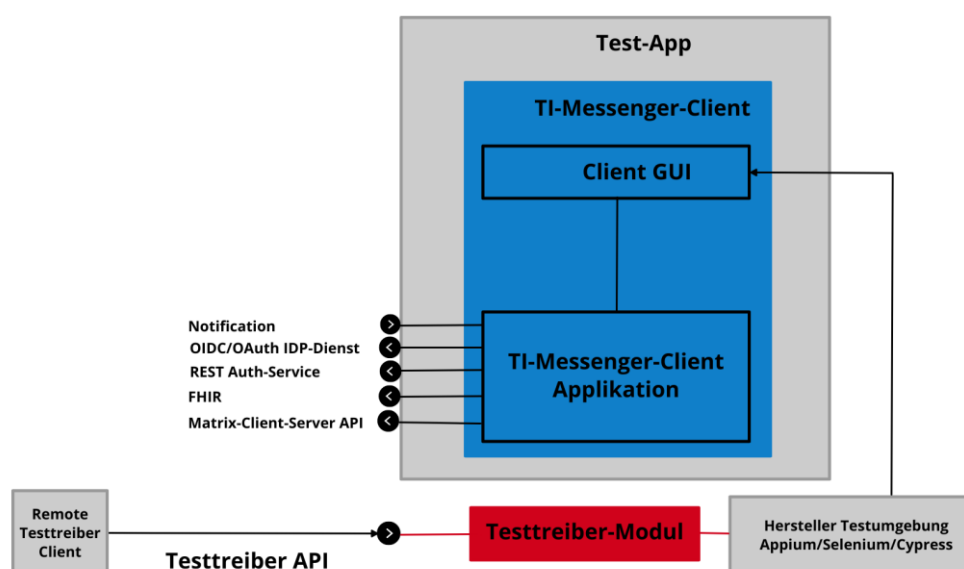 Test-App
TI-Messenger-Client
Client GUI
Notification
OIDC/OAuth IDP-Dienst
REST Auth-Service
FHIR
Matrix-Client-Server API
TI-Messenger-Client
Applikation
Remote
Testtreiber
Client
Testtreiber API
Testtreiber-Modul
Hersteller Testumgebung
Appium/Selenium/Cypress